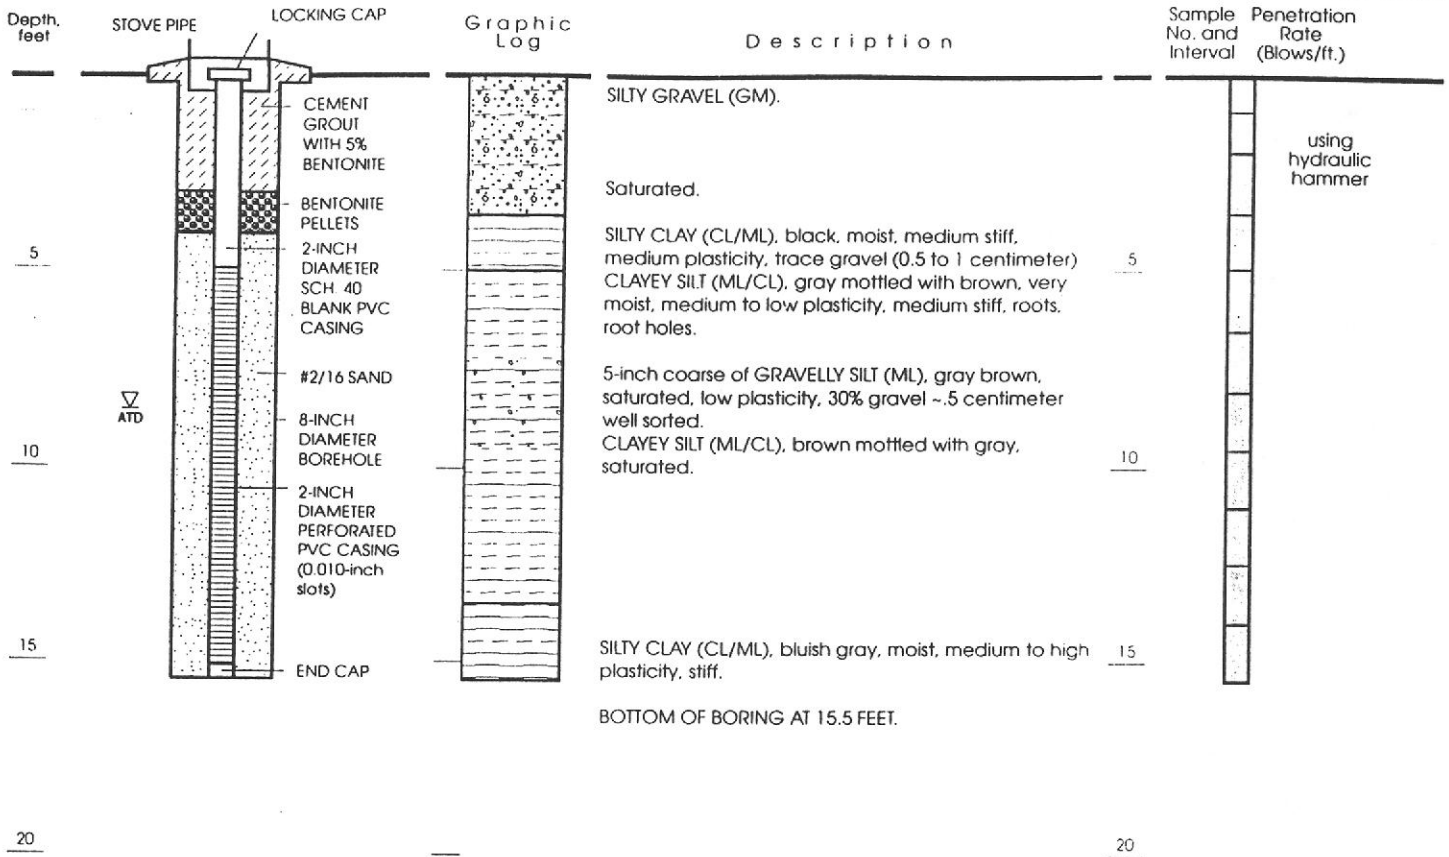 Depth,
feet
STOVE PIPE
LOCKING CAP
Graphic
Log
Description
Sample
No. and
Interval
Penetration
Rate
(Blows/ft.)
CEMENT
GROUT
WITH 5%
BENTONITE
SILTY GRAVEL (GM).
using
hydraulic
hammer
BENTONITE
PELLETS
Saturated.
5
2-INCH
DIAMETER
SCH. 40
BLANK PVC
CASING
SILTY CLAY (CL/ML), black, moist, medium stiff,
medium plasticity, trace gravel (0.5 to 1 centimeter)
CLAYEY SILT (ML/CL), gray mottled with brown, very
moist, medium to low plasticity, medium stiff, roots,
root holes.
5
#2/16 SAND
5-inch coarse of GRAVELLY SILT (ML), gray brown,
saturated, low plasticity, 30% gravel ~.5 centimeter
well sorted.
ATD
8-INCH
DIAMETER
BOREHOLE
CLAYEY SILT (ML/CL), brown mottled with gray,
saturated.
10
10
2-INCH
DIAMETER
PERFORATED
PVC CASING
(0.010-inch
slots)
15
END CAP
SILTY CLAY (CL/ML), bluish gray, moist, medium to high
plasticity, stiff.
15
BOTTOM OF BORING AT 15.5 FEET.
20
20